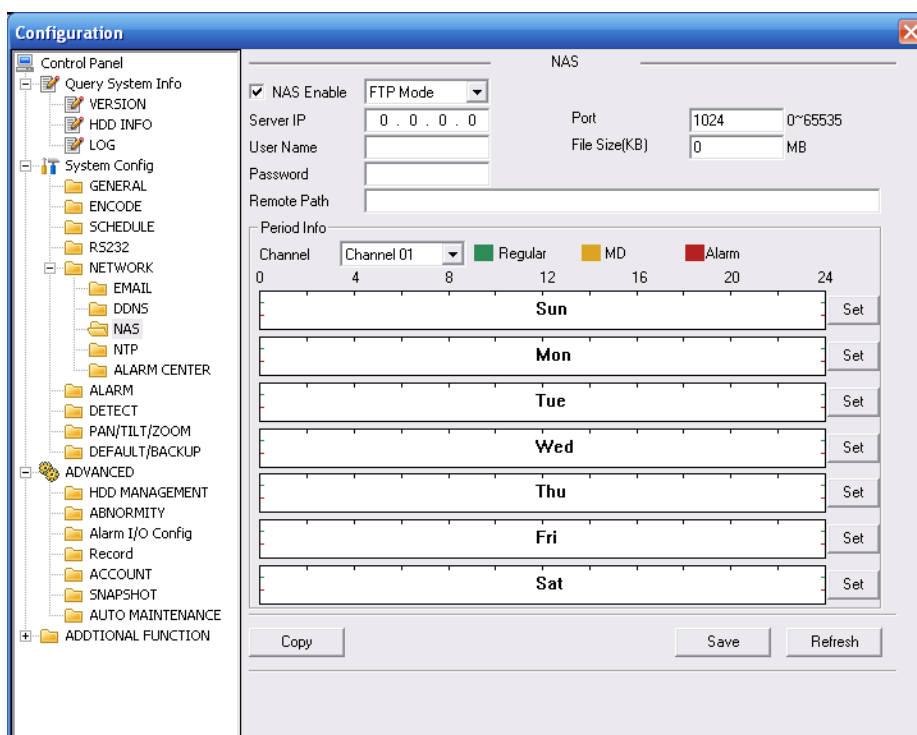 Configuration
Control Panel
Query System Info
VERSION
HDD INFO
LOG
System Config
GENERAL
ENCODE
SCHEDULE
RS232
NETWORK
EMAIL
DDNS
NAS
NTP
ALARM CENTER
ALARM
DETECT
PAN/TILT/ZOOM
DEFAULT/BACKUP
ADVANCED
HDD MANAGEMENT
ABNORMITY
Alarm I/O Config
Record
ACCOUNT
SNAPSHOT
AUTO MAINTENANCE
ADDTIONAL FUNCTION
NAS
NAS Enable FTP Mode
Server IP 0 . 0 . 0 . 0 Port 1024 0~65535
User Name File Size(KB) 0 MB
Password
Remote Path
Period Info
Channel Channel 01 Regular MD Alarm
0 4 8 12 16 20 24
Sun Set
Mon Set
Tue Set
Wed Set
Thu Set
Fri Set
Sat Set
Copy Save Refresh